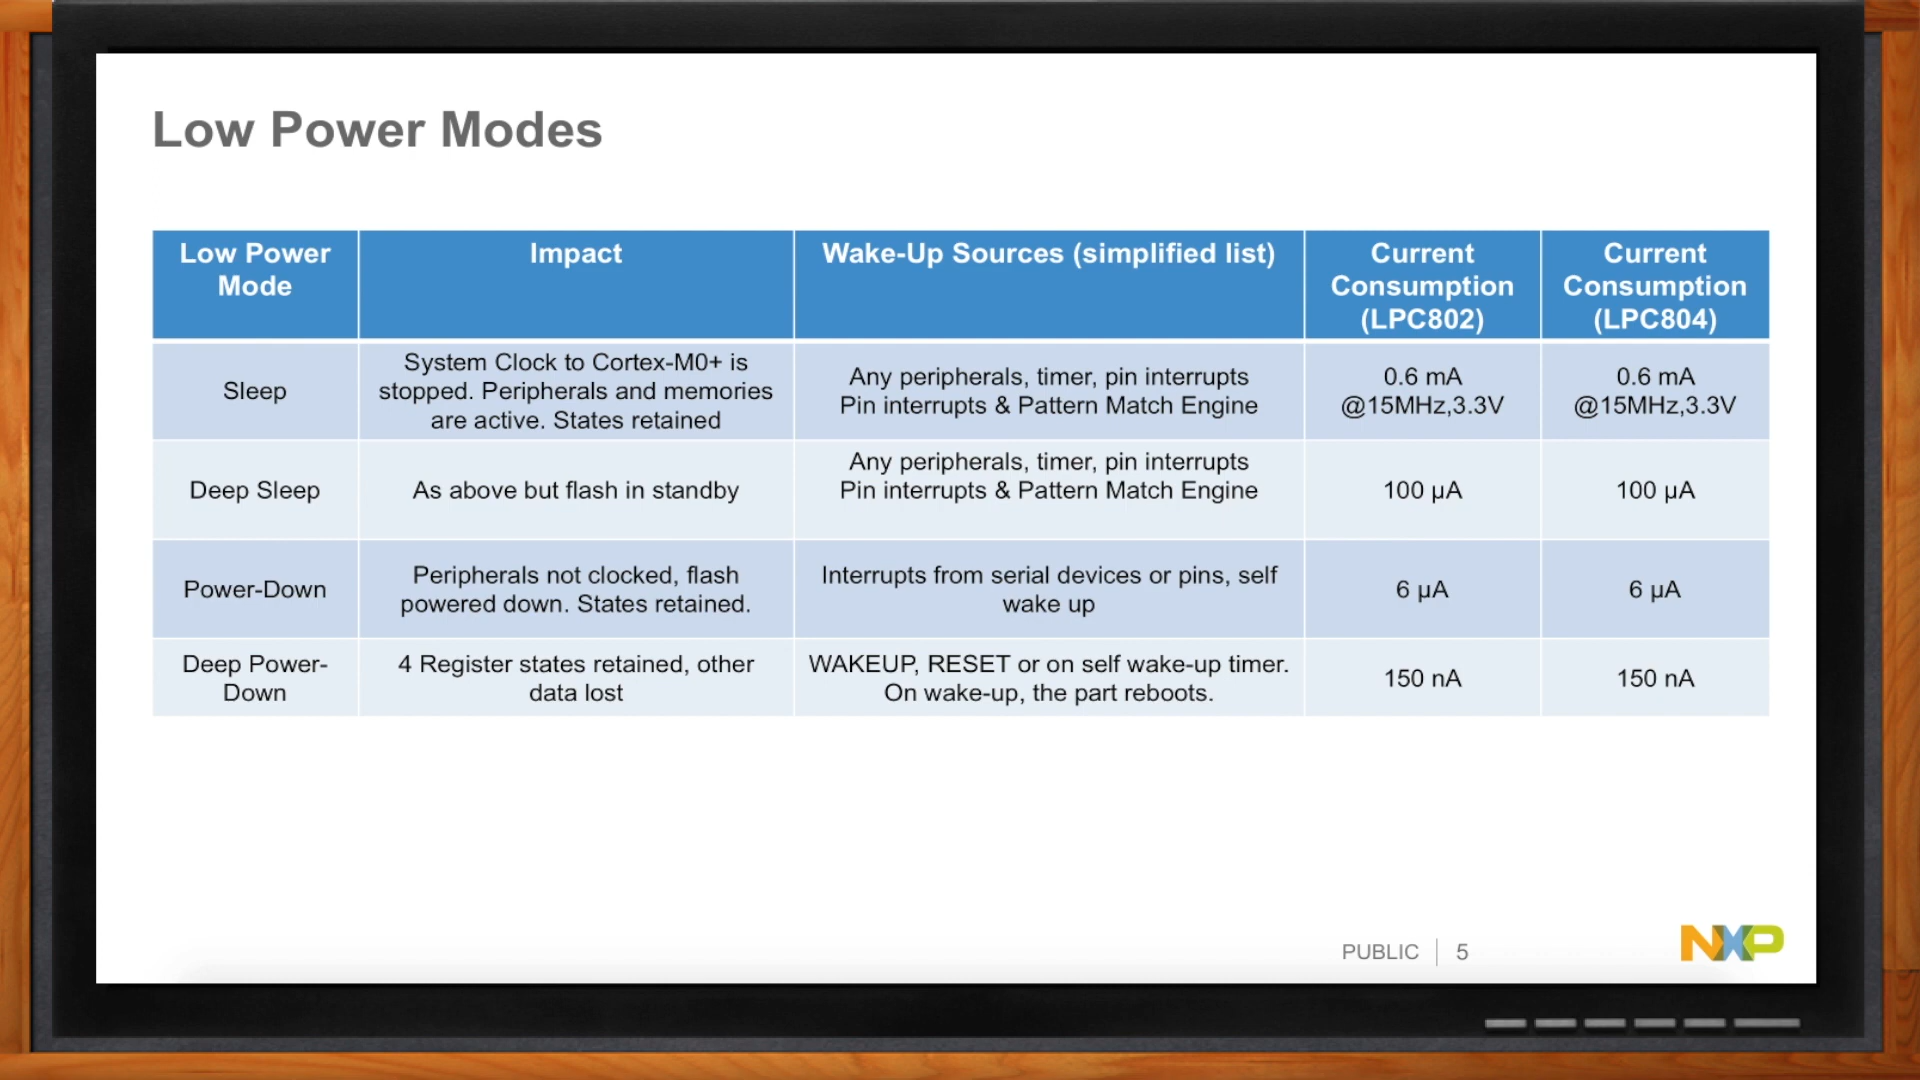 Low Power Modes
Low Power
Mode
Impact
Wake-Up Sources (simplified list)
Current
Consumption
(LPC802)
Current
Consumption
(LPC804)
Sleep
System Clock to Cortex-M0+ is
stopped. Peripherals and memories
are active. States retained
Any peripherals, timer, pin interrupts
Pin interrupts & Pattern Match Engine
0.6 mA
@15MHz,3.3V
0.6 mA
@15MHz,3.3V
Deep Sleep
As above but flash in standby
Any peripherals, timer, pin interrupts
Pin interrupts & Pattern Match Engine
100 µA
100 µA
Power-Down
Peripherals not clocked, flash
powered down. States retained.
Interrupts from serial devices or pins, self
wake up
6 µA
6 µA
Deep Power-
Down
4 Register states retained, other
data lost
WAKEUP, RESET or on self wake-up timer.
On wake-up, the part reboots.
150 nA
150 nA
PUBLIC | 5
NXP